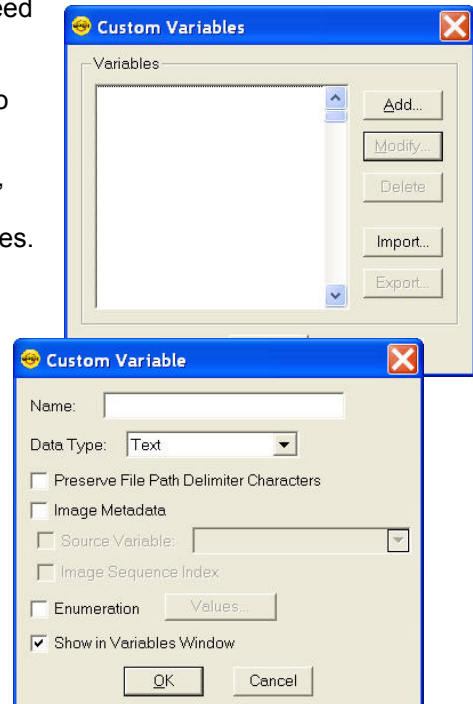 eed
o
,
es.
Custom Variables
Variables
Add...
Modify...
Delete
Import...
Export...
Custom Variable
Name:
Data Type: Text
Preserve File Path Delimiter Characters
Image Metadata
Source Variable:
Image Sequence Index
Enumeration Values...
Show in Variables Window
OK Cancel